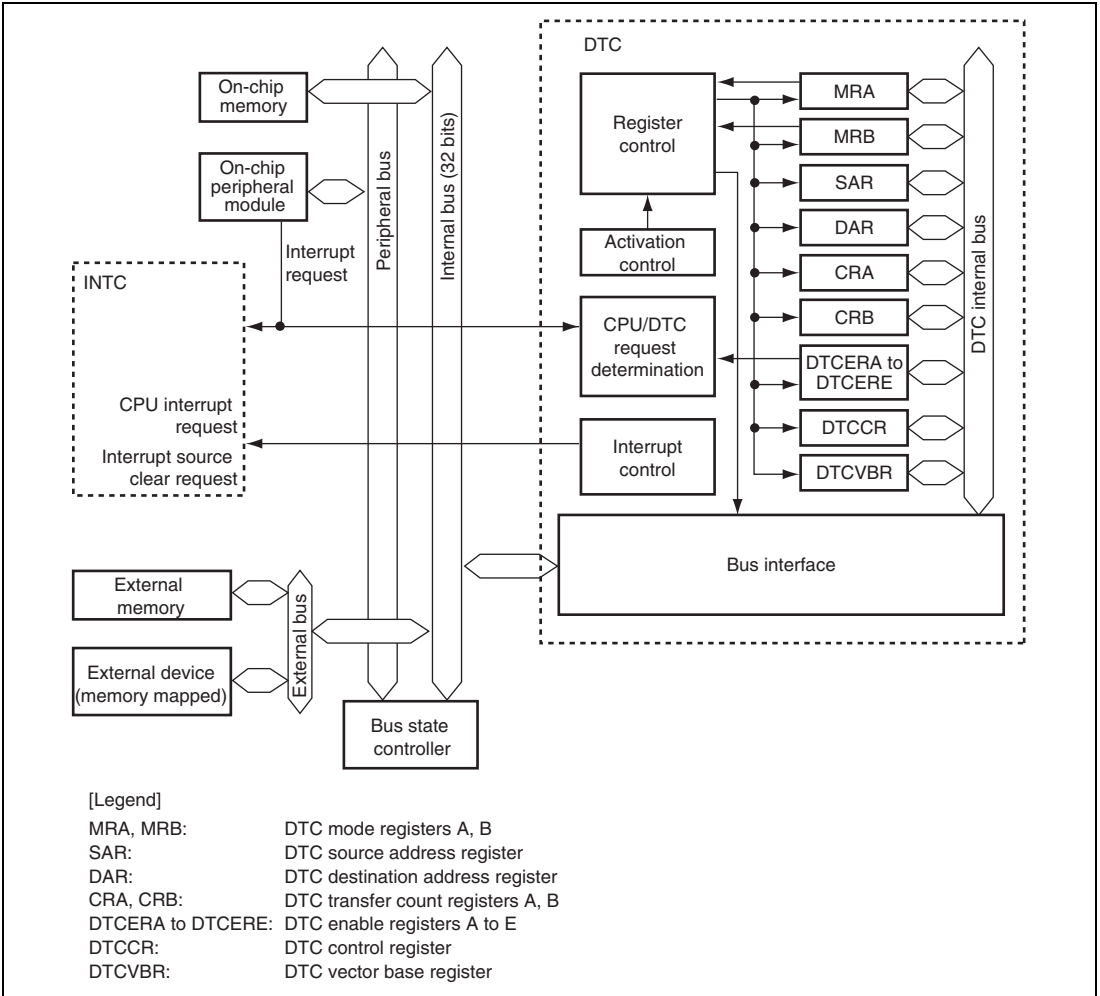 DTC
On-chip
memory
On-chip
peripheral
module
Interrupt
request
Peripheral bus
Internal bus (32 bits)
Register
control
Activation
control
CPU/DTC
request
determination
Interrupt
control
MRA
MRB
SAR
DAR
CRA
CRB
DTCERA to
DTCERE
DTCCR
DTCVBR
DTC internal bus
INTC
CPU interrupt
request
Interrupt source
clear request
Bus interface
External
memory
External device
(memory mapped)
External bus
Bus state
controller
[Legend]
MRA, MRB: DTC mode registers A, B
SAR: DTC source address register
DAR: DTC destination address register
CRA, CRB: DTC transfer count registers A, B
DTCERA to DTCERE: DTC enable registers A to E
DTCCR: DTC control register
DTCVBR: DTC vector base register